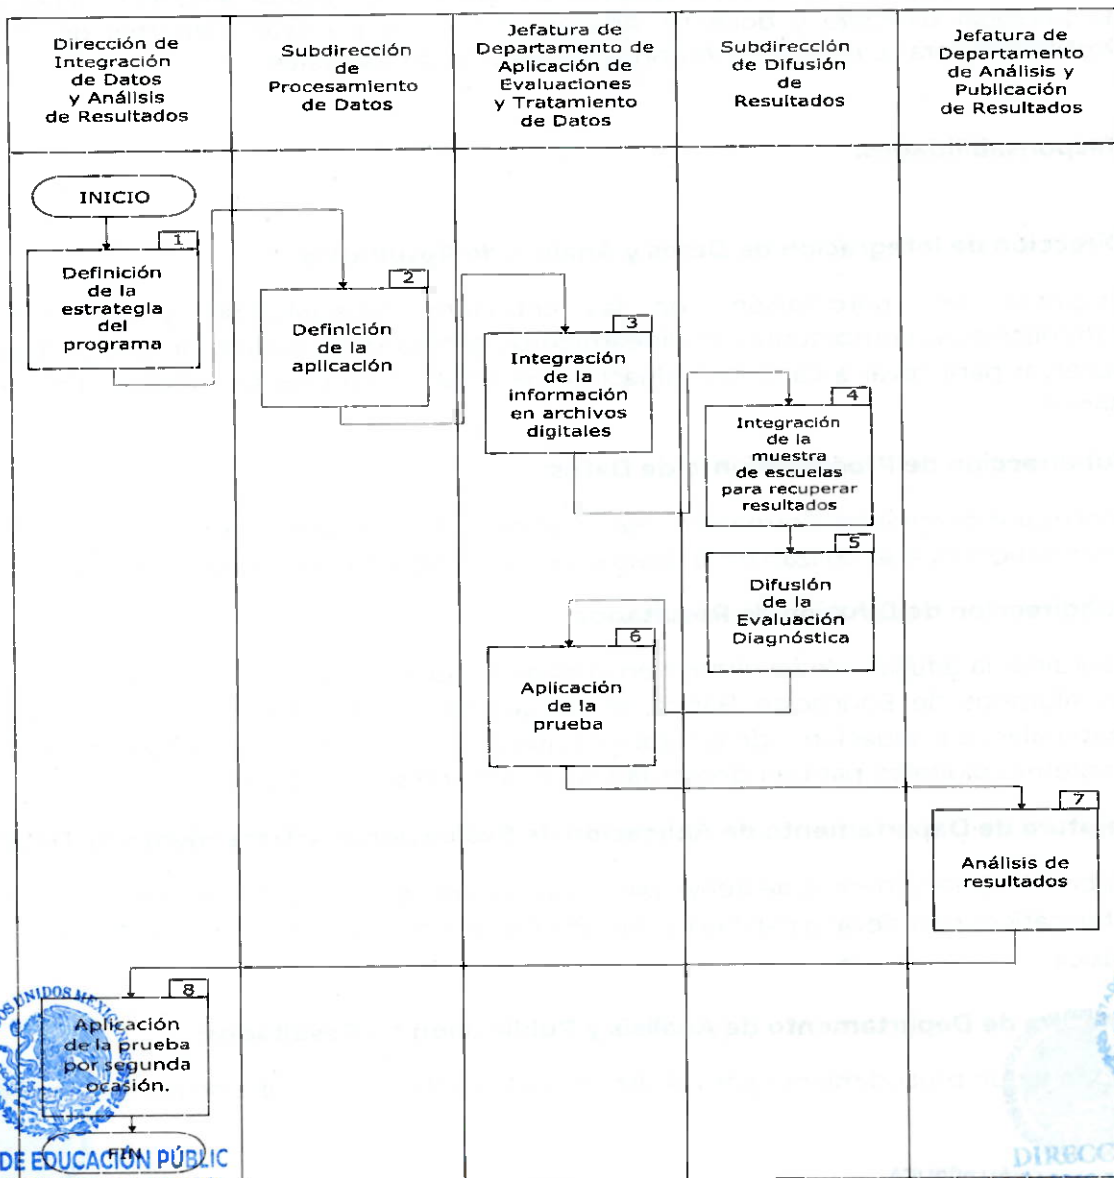 Dirección de
Integración
de Datos
y Análisis
de Resultados
Subdirección
de
Procesamiento
de Datos
Jefatura de
Departamento de
Aplicación de
Evaluaciones
y Tratamiento
de Datos
Subdirección
de Difusión
de
Resultados
Jefatura de
Departamento
de Análisis y
Publicación
de Resultados
INICIO
1
Definición
de la
estrategia
del
programa
2
Definición
de la
aplicación
3
Integración
de la
información
en archivos
digitales
4
Integración
de la
muestra
de escuelas
para recuperar
resultados
5
Difusión
de la
Evaluación
Diagnóstica
6
Aplicación
de la
prueba
7
Análisis de
resultados
8
Aplicación
de la prueba
por segunda
ocasión.
FIN
UNIDOS MEXICANOS
DE EDUCACIÓN PÚBLIC
DIRECC